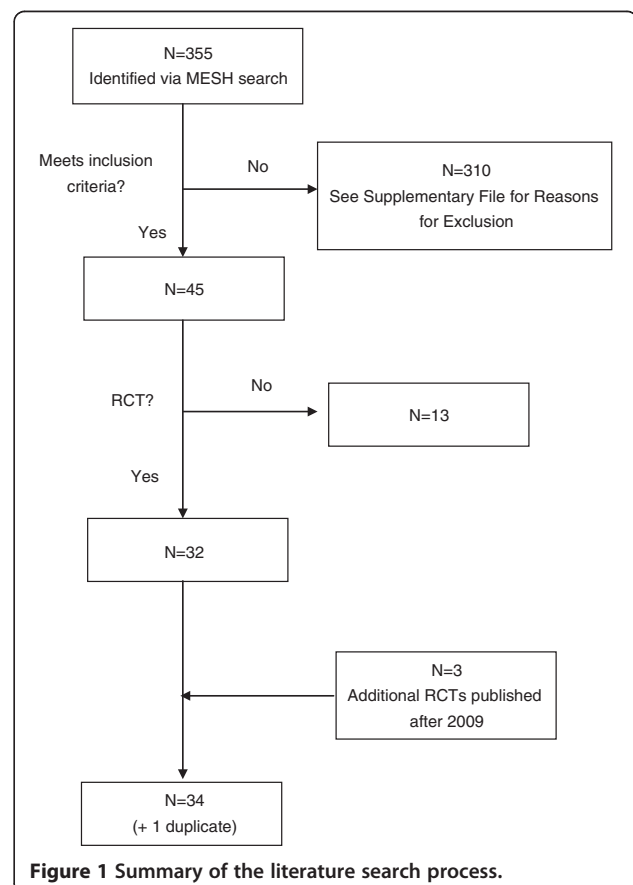 N=355
Identified via MESH search
Meets inclusion
criteria?
No
N=310
See Supplementary File for Reasons
for Exclusion
Yes
N=45
RCT?
No
N=13
Yes
N=32
N=3
Additional RCTs published
after 2009
N=34
(+ 1 duplicate)
Figure 1 Summary of the literature search process.